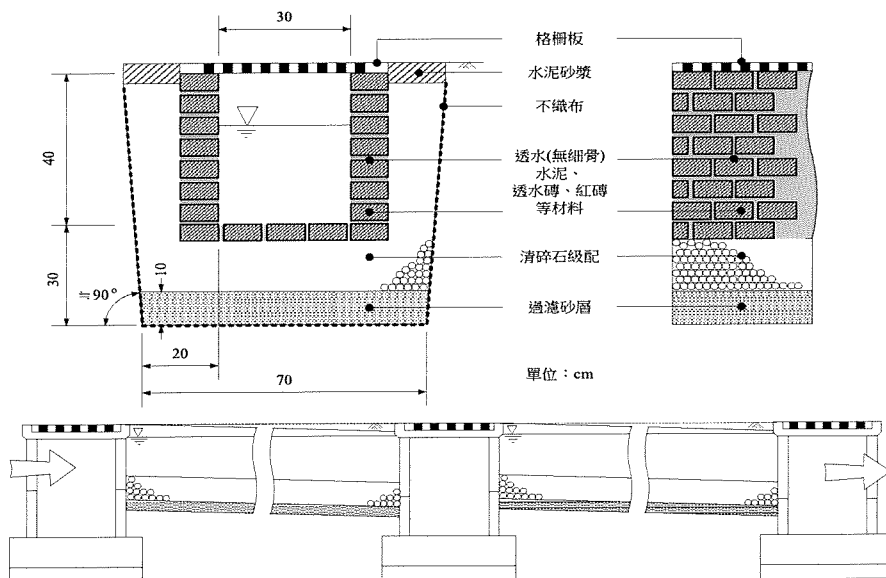 30
格柵板
水泥砂漿
不織布
40
透水(無細骨)
水泥、
透水磚、紅磚
等材料
30
10
≒90°
清碎石級配
過濾砂層
20
70
單位：cm